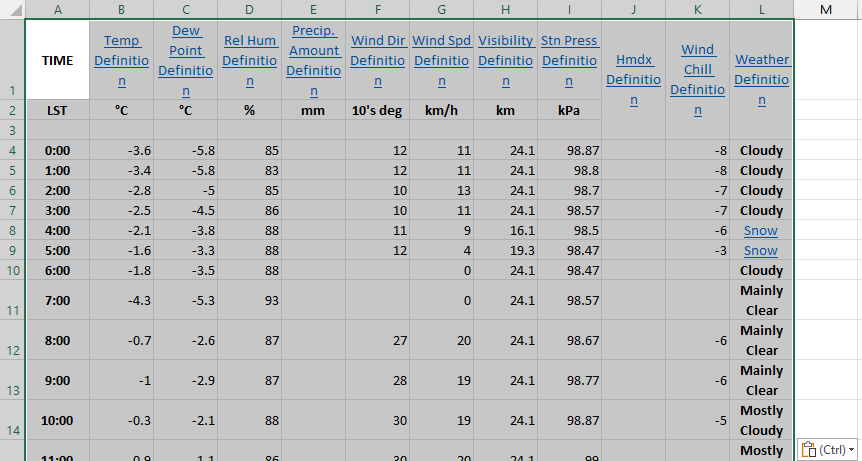 A B C D E F G H I J K L M
1 TIME Temp Definition Dew Point Definition Rel Hum Definition Precip. Amount Definition Wind Dir Definition Wind Spd Definition Visibility Definition Stn Press Definition Hmdx Definition Wind Chill Definition Weather Definition
2 LST °C °C % mm 10's deg km/h km kPa
3
4 0:00 -3.6 -5.8 85 12 11 24.1 98.87 -8 Cloudy
5 1:00 -3.4 -5.8 83 12 11 24.1 98.8 -8 Cloudy
6 2:00 -2.8 -5 85 10 13 24.1 98.7 -7 Cloudy
7 3:00 -2.5 -4.5 86 10 11 24.1 98.57 -7 Cloudy
8 4:00 -2.1 -3.8 88 11 9 16.1 98.5 -6 Snow
9 5:00 -1.6 -3.3 88 12 4 19.3 98.47 -3 Snow
10 6:00 -1.8 -3.5 88 0 24.1 98.47 Cloudy
11 7:00 -4.3 -5.3 93 0 24.1 98.57 Mainly Clear
12 8:00 -0.7 -2.6 87 27 20 24.1 98.67 -6 Mainly Clear
13 9:00 -1 -2.9 87 28 19 24.1 98.77 -6 Mainly Clear
14 10:00 -0.3 -2.1 88 30 19 24.1 98.87 -5 Mostly Cloudy
11:00 20 24.1 99 Mostly
(Ctrl)